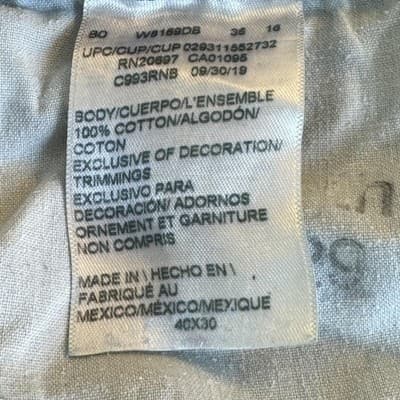 BO W8169DB 36 16
UPC/CUP/CUP 029311552732
RN20697 CA01095
C993RNB 09/30/19
BODY/CUERPO/L'ENSEMBLE
100% COTTON/ALGODÓN/
COTON
EXCLUSIVE OF DECORATION/
TRIMMINGS
EXCLUSIVO PARA
DECORACIÓN/ ADORNOS
ORNEMENT ET GARNITURE
NON COMPRIS
MADE IN \ HECHO EN \
FABRIQUÉ AU
MEXICO/MÉXICO/MEXIQUE
40X30